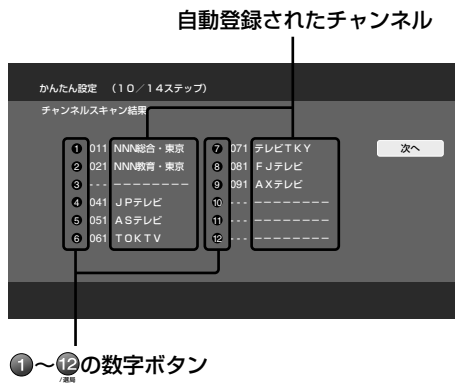 自動登録されたチャンネル
かんたん設定 （10／14ステップ）
チャンネルスキャン結果
❶ 011 NNN総合・東京 ❼ 071 テレビTKY 次へ
❷ 021 NNN教育・東京 ❽ 081 FJテレビ
❸ --- -------- ❾ 091 AXテレビ
❹ 041 JPテレビ ❿ --- --------
❺ 051 ASテレビ ⓫ --- --------
❻ 061 TOKTV ⓬ --- --------
❶～⓬の数字ボタン
/選局